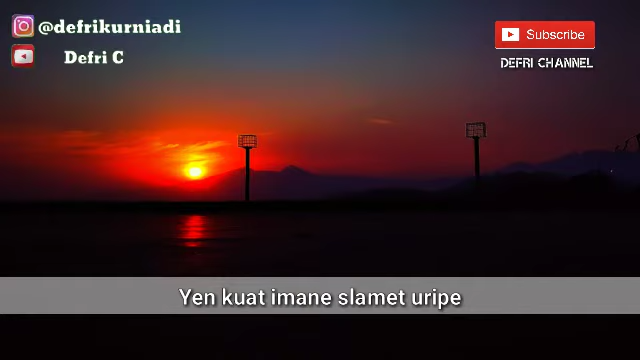 @defrikurniadi
Defri C
Subscribe
DEFRI CHANNEL
Yen kuat imane slamet uripe